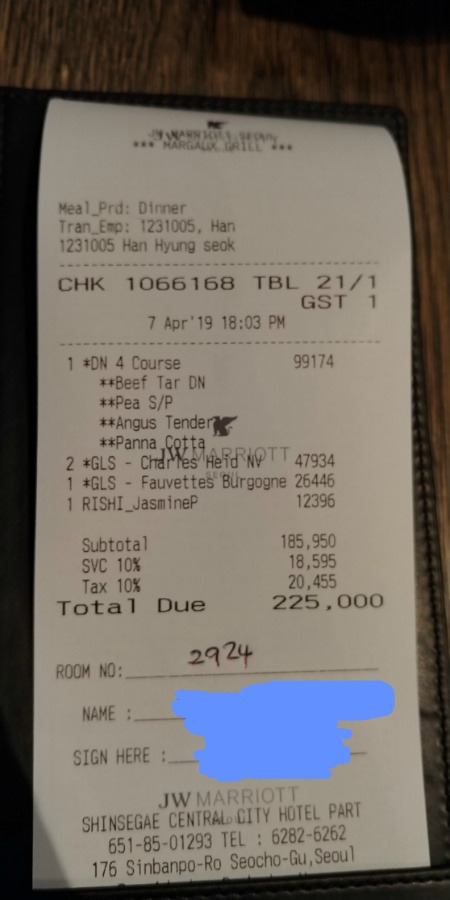 JW MARRIOTT SEOUL
*** MARGAUX GRILL ***
Meal_Prd: Dinner
Tran_Emp: 1231005, Han
1231005 Han Hyung seok
CHK 1066168 TBL 21/1
GST 1
7 Apr'19 18:03 PM
1 *DN 4 Course 99174
**Beef Tar DN
**Pea S/P
**Angus Tender
**Panna Cotta
JW MARRIOTT
SEOUL
2 *GLS - Charles Heid NV 47934
1 *GLS - Fauvettes Burgogne 26446
1 RISHI_JasmineP 12396
Subtotal 185,950
SVC 10% 18,595
Tax 10% 20,455
Total Due 225,000
ROOM NO: 2924
NAME :
SIGN HERE :
JW MARRIOTT
SHINSEGAE CENTRAL CITY HOTEL PART
651-85-01293 TEL : 6282-6262
176 Sinbanpo-Ro Seocho-Gu,Seoul